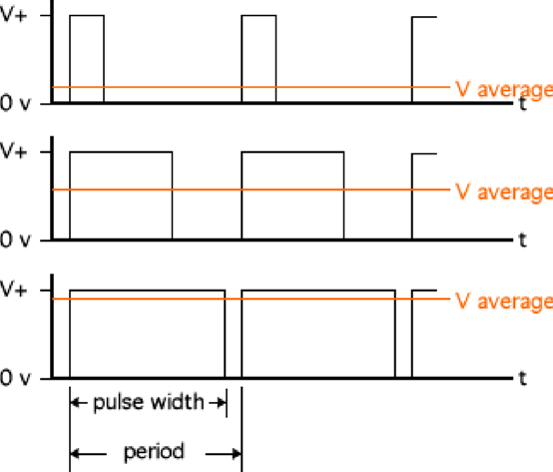 V+
V average
0 v
t
V+
V average
0 v
t
V+
V average
0 v
t
pulse width
period